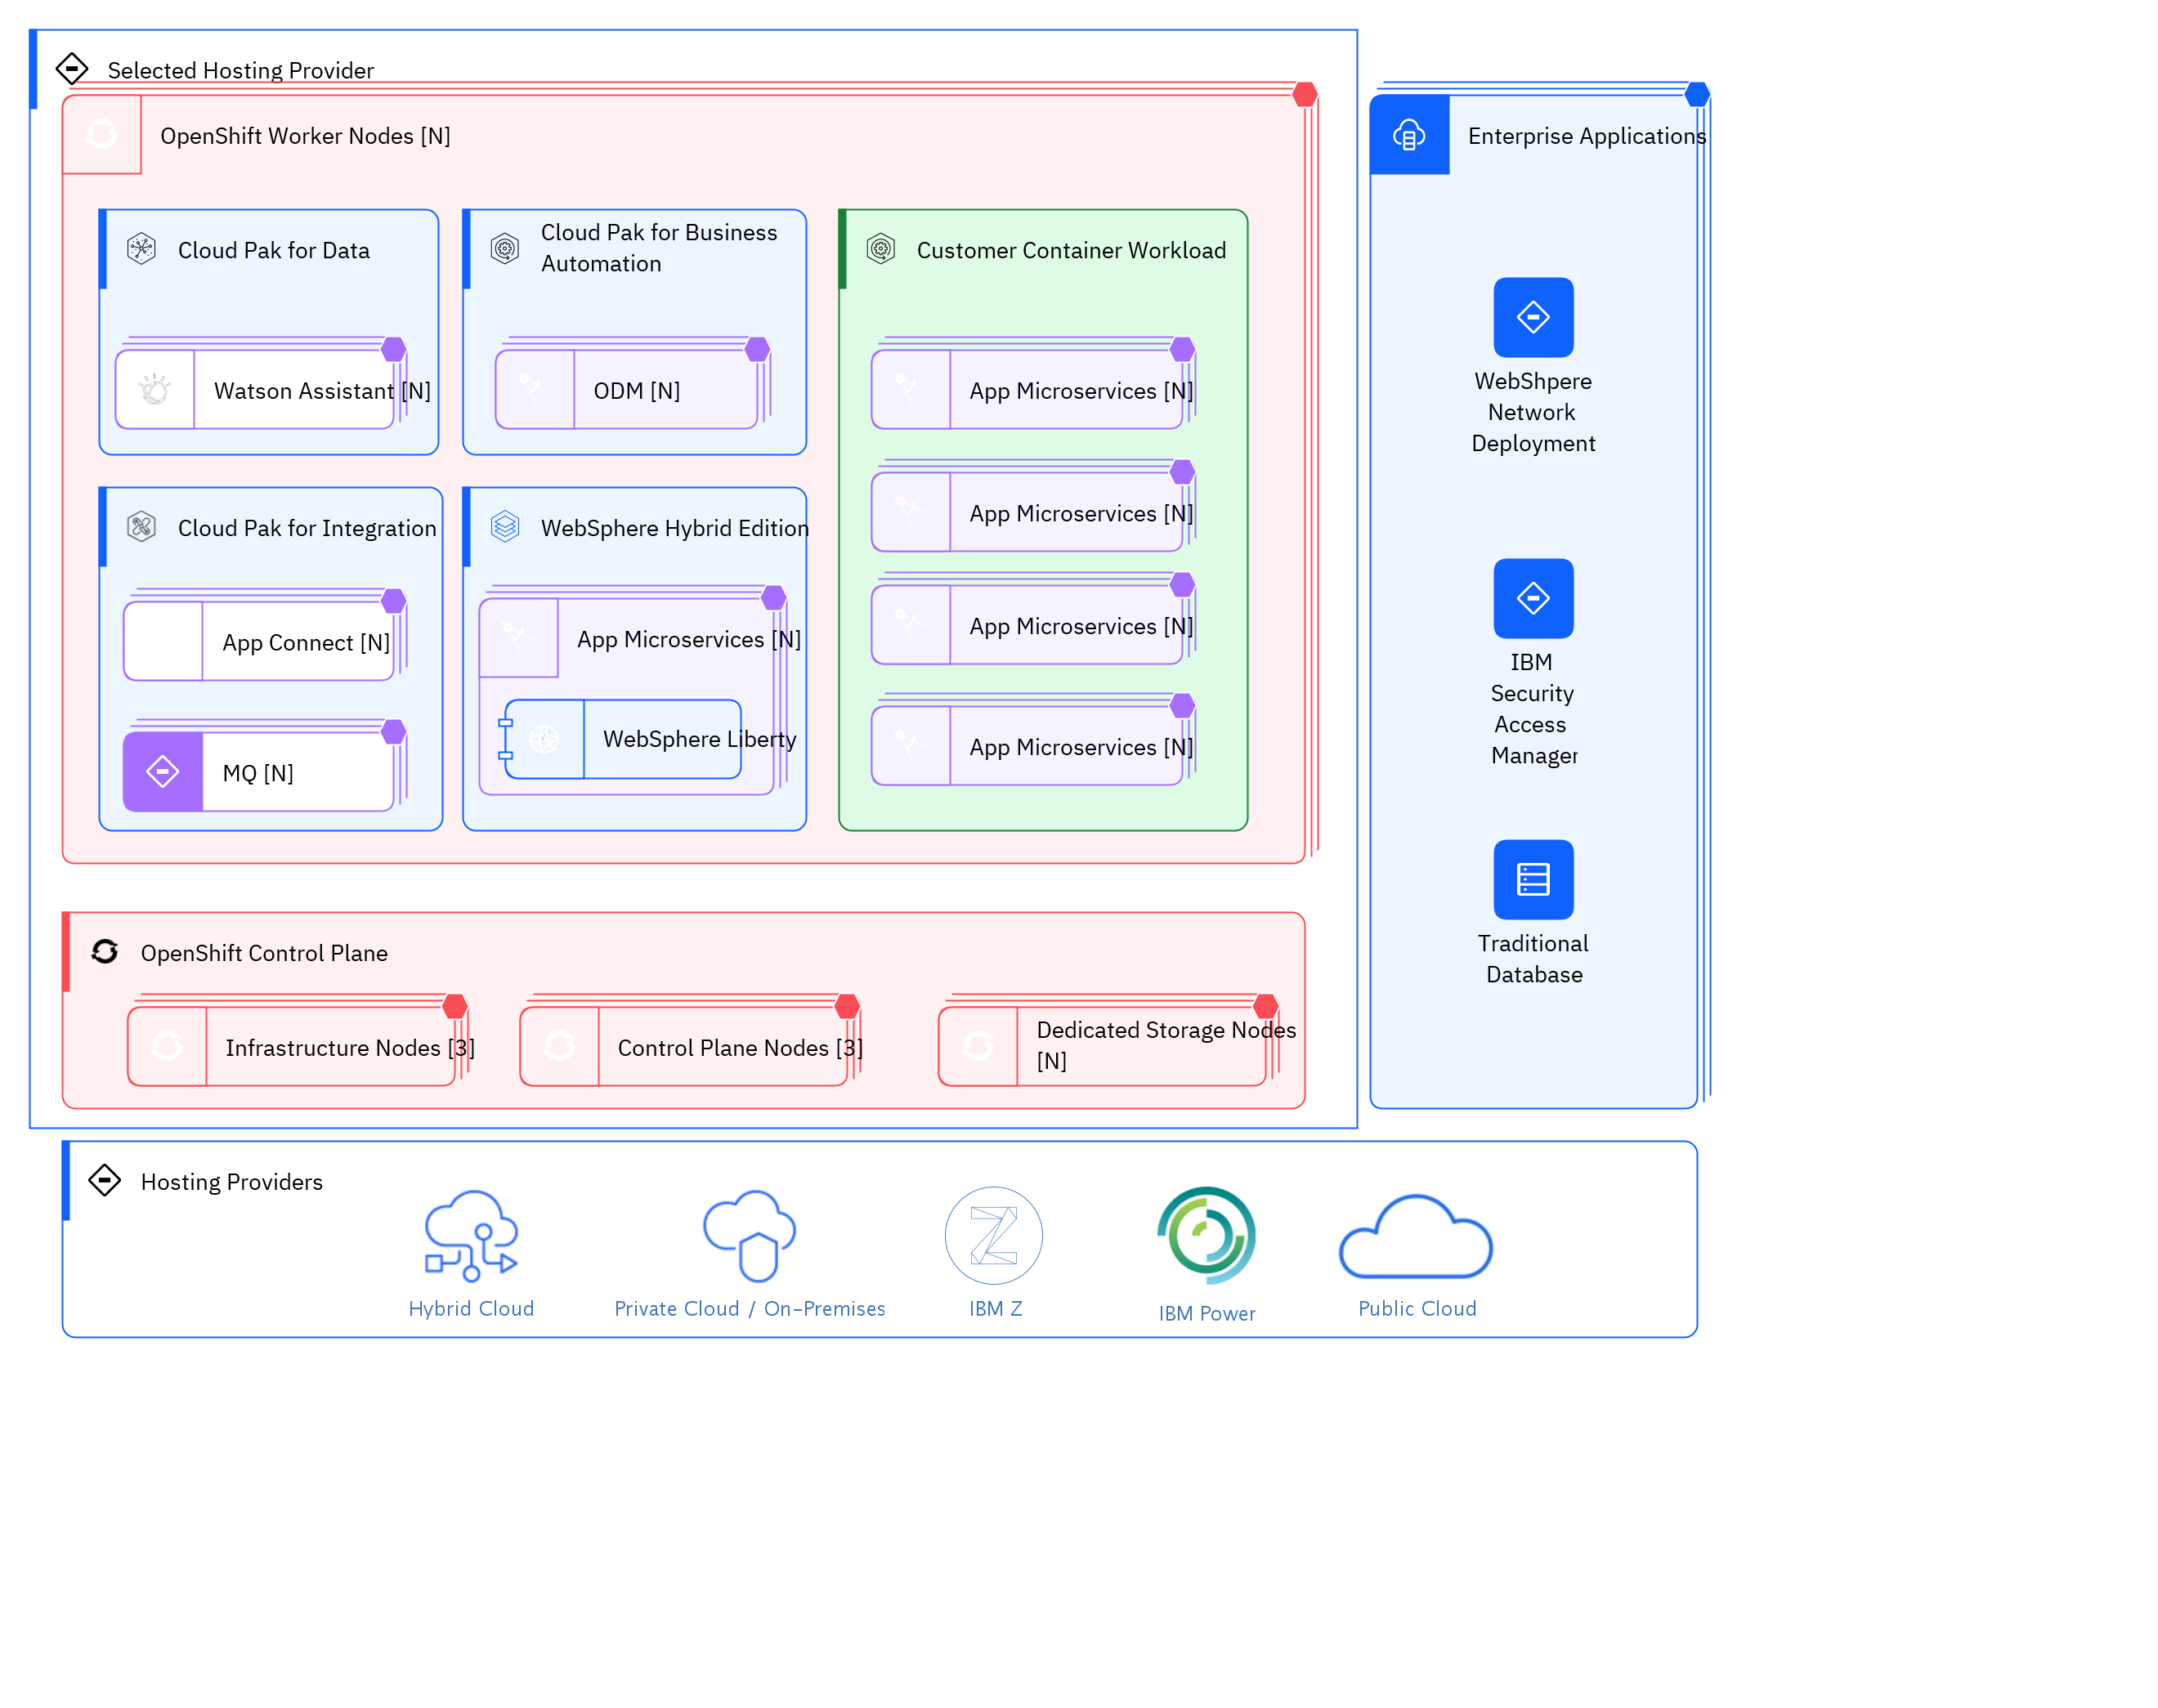 Selected Hosting Provider
OpenShift Worker Nodes [N]
Enterprise Applications
Cloud Pak for Data
Cloud Pak for Business
Automation
Customer Container Workload
Watson Assistant [N]
ODM [N]
App Microservices [N]
WebShpere
Network
Deployment
App Microservices [N]
Cloud Pak for Integration
WebSphere Hybrid Edition
App Connect [N]
App Microservices [N]
App Microservices [N]
IBM
Security
Access
Manager
WebSphere Liberty
App Microservices [N]
MQ [N]
Traditional
Database
OpenShift Control Plane
Infrastructure Nodes [3]
Control Plane Nodes [3]
Dedicated Storage Nodes
[N]
Hosting Providers
Hybrid Cloud
Private Cloud / On-Premises
IBM Z
IBM Power
Public Cloud